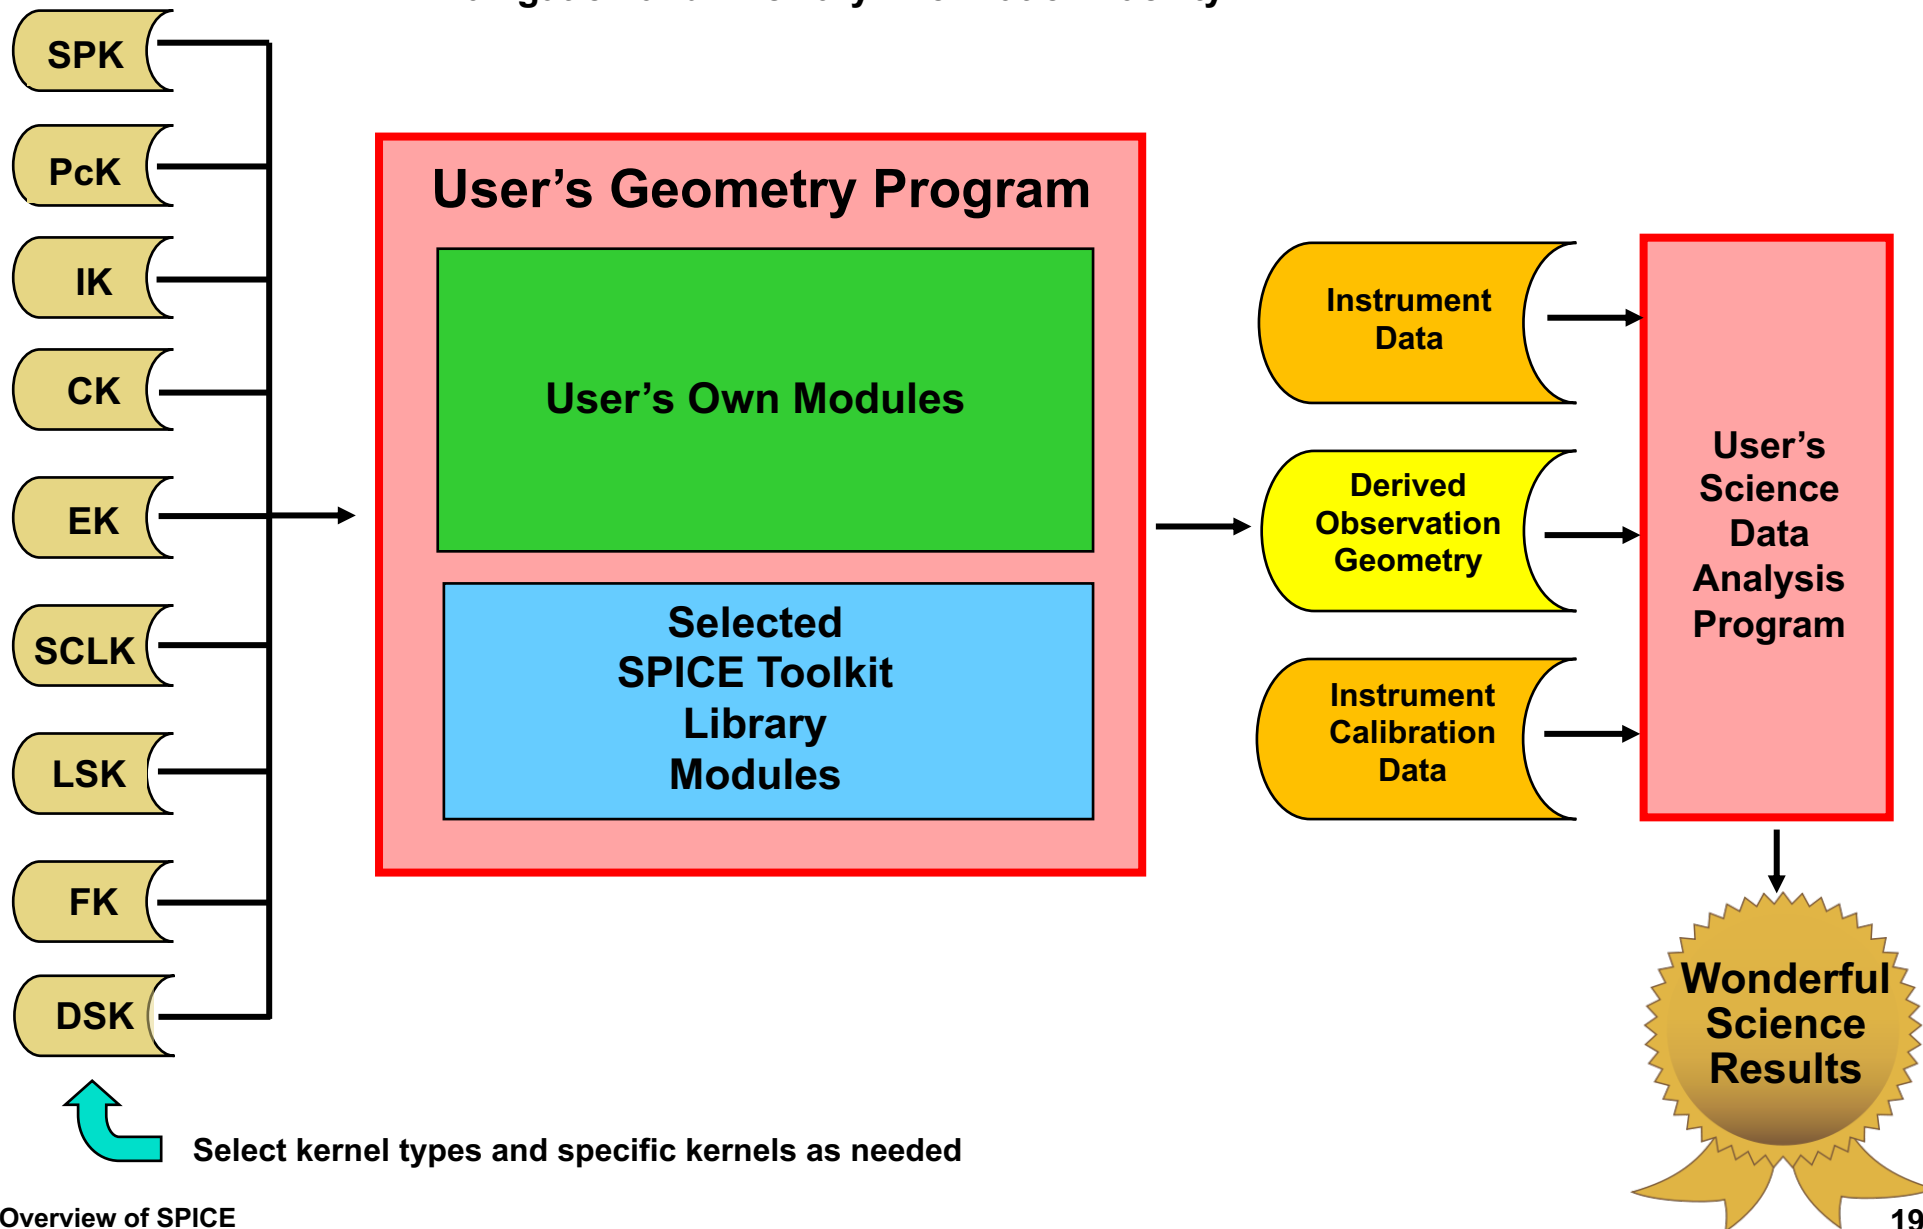 SPK
PcK
IK
CK
EK
SCLK
LSK
FK
DSK
User’s Geometry Program
User’s Own Modules
Selected
SPICE Toolkit
Library
Modules
Instrument
Data
Derived
Observation
Geometry
Instrument
Calibration
Data
User’s
Science
Data
Analysis
Program
Wonderful
Science
Results
Select kernel types and specific kernels as needed
Overview of SPICE
19